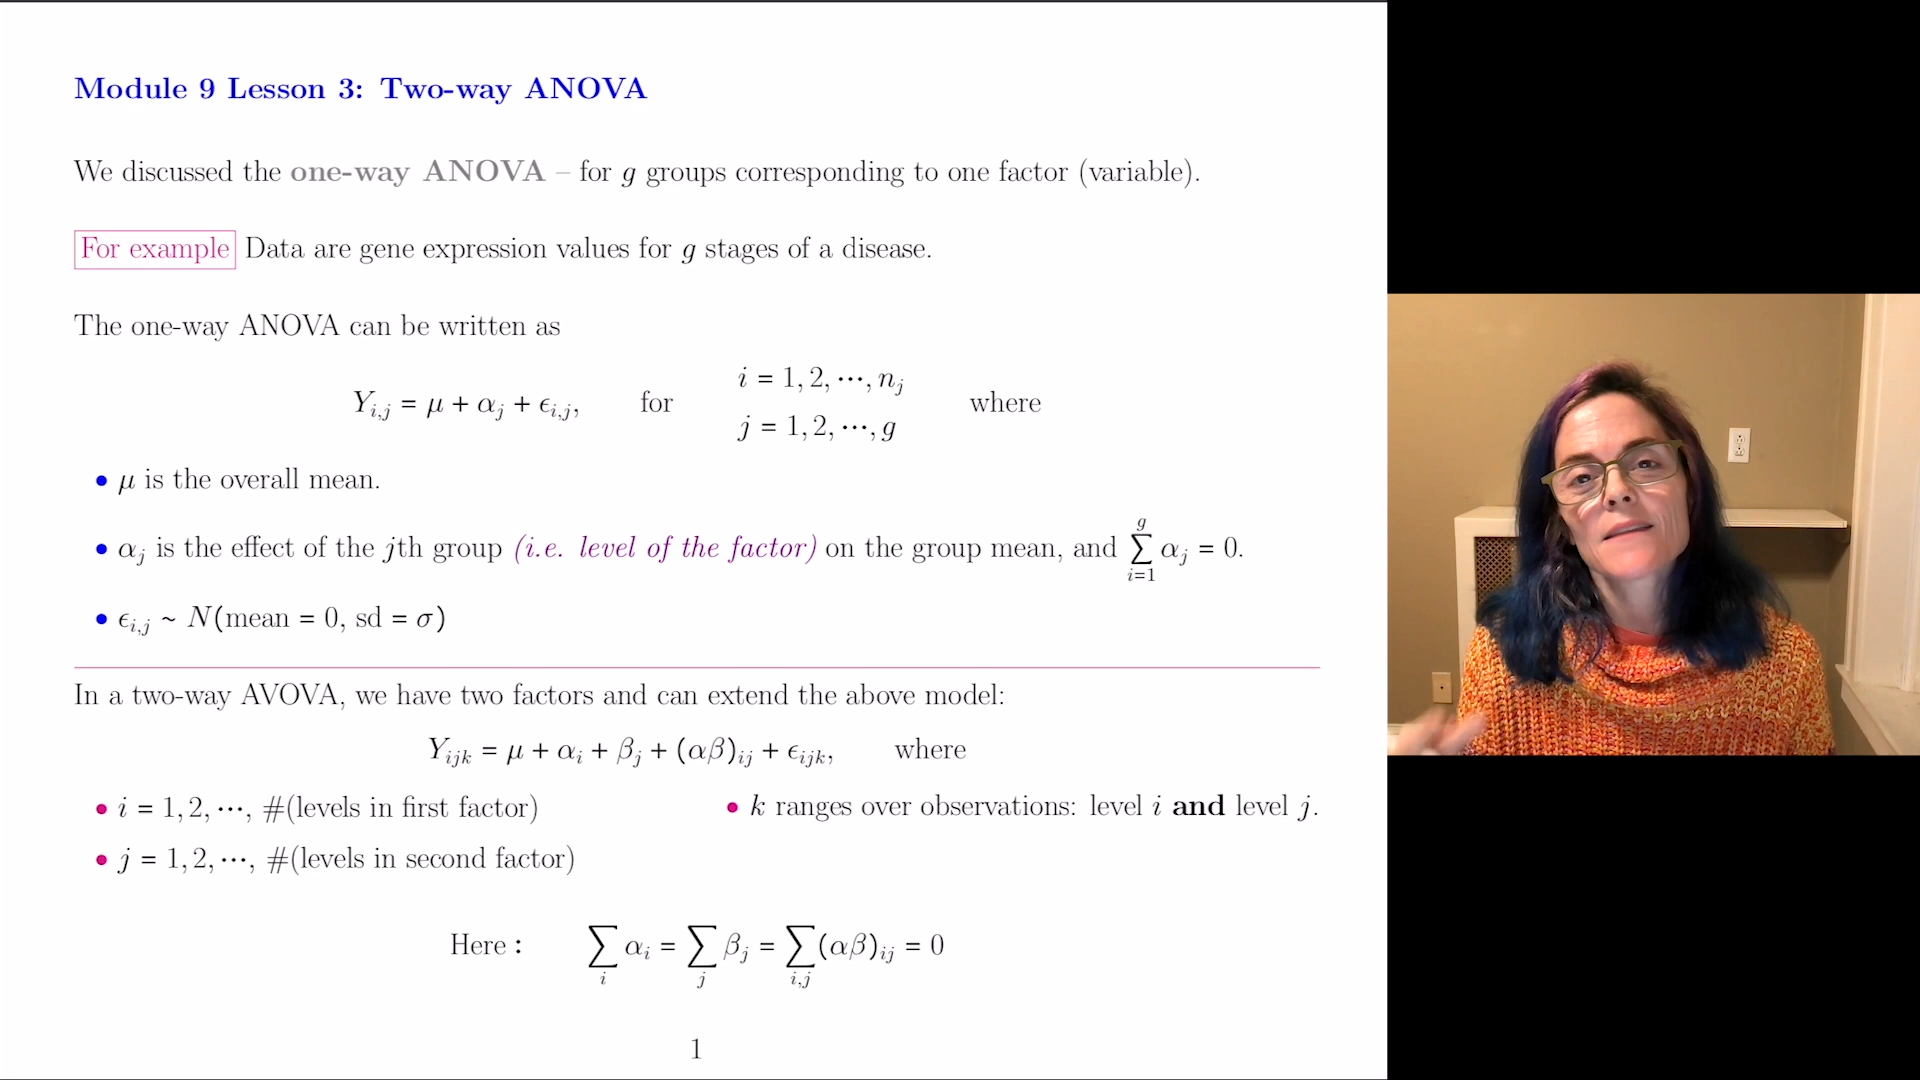 Module 9 Lesson 3: Two-way ANOVA
We discussed the one-way ANOVA – for g groups corresponding to one factor (variable).
For example Data are gene expression values for g stages of a disease.
The one-way ANOVA can be written as
Y_{i,j} = μ + α_j + ϵ_{i,j}, for i = 1, 2, ⋯, n_j where
j = 1, 2, ⋯, g
• μ is the overall mean.
• α_j is the effect of the jth group (i.e. level of the factor) on the group mean, and ∑_{i=1}^{g} α_j = 0.
• ϵ_{i,j} ~ N(mean = 0, sd = σ)
In a two-way AVOVA, we have two factors and can extend the above model:
Y_{ijk} = μ + α_i + β_j + (αβ)_{ij} + ϵ_{ijk}, where
• i = 1, 2, ⋯, #(levels in first factor)
• j = 1, 2, ⋯, #(levels in second factor)
• k ranges over observations: level i and level j.
Here : ∑_i α_i = ∑_j β_j = ∑_{i,j} (αβ)_{ij} = 0
1